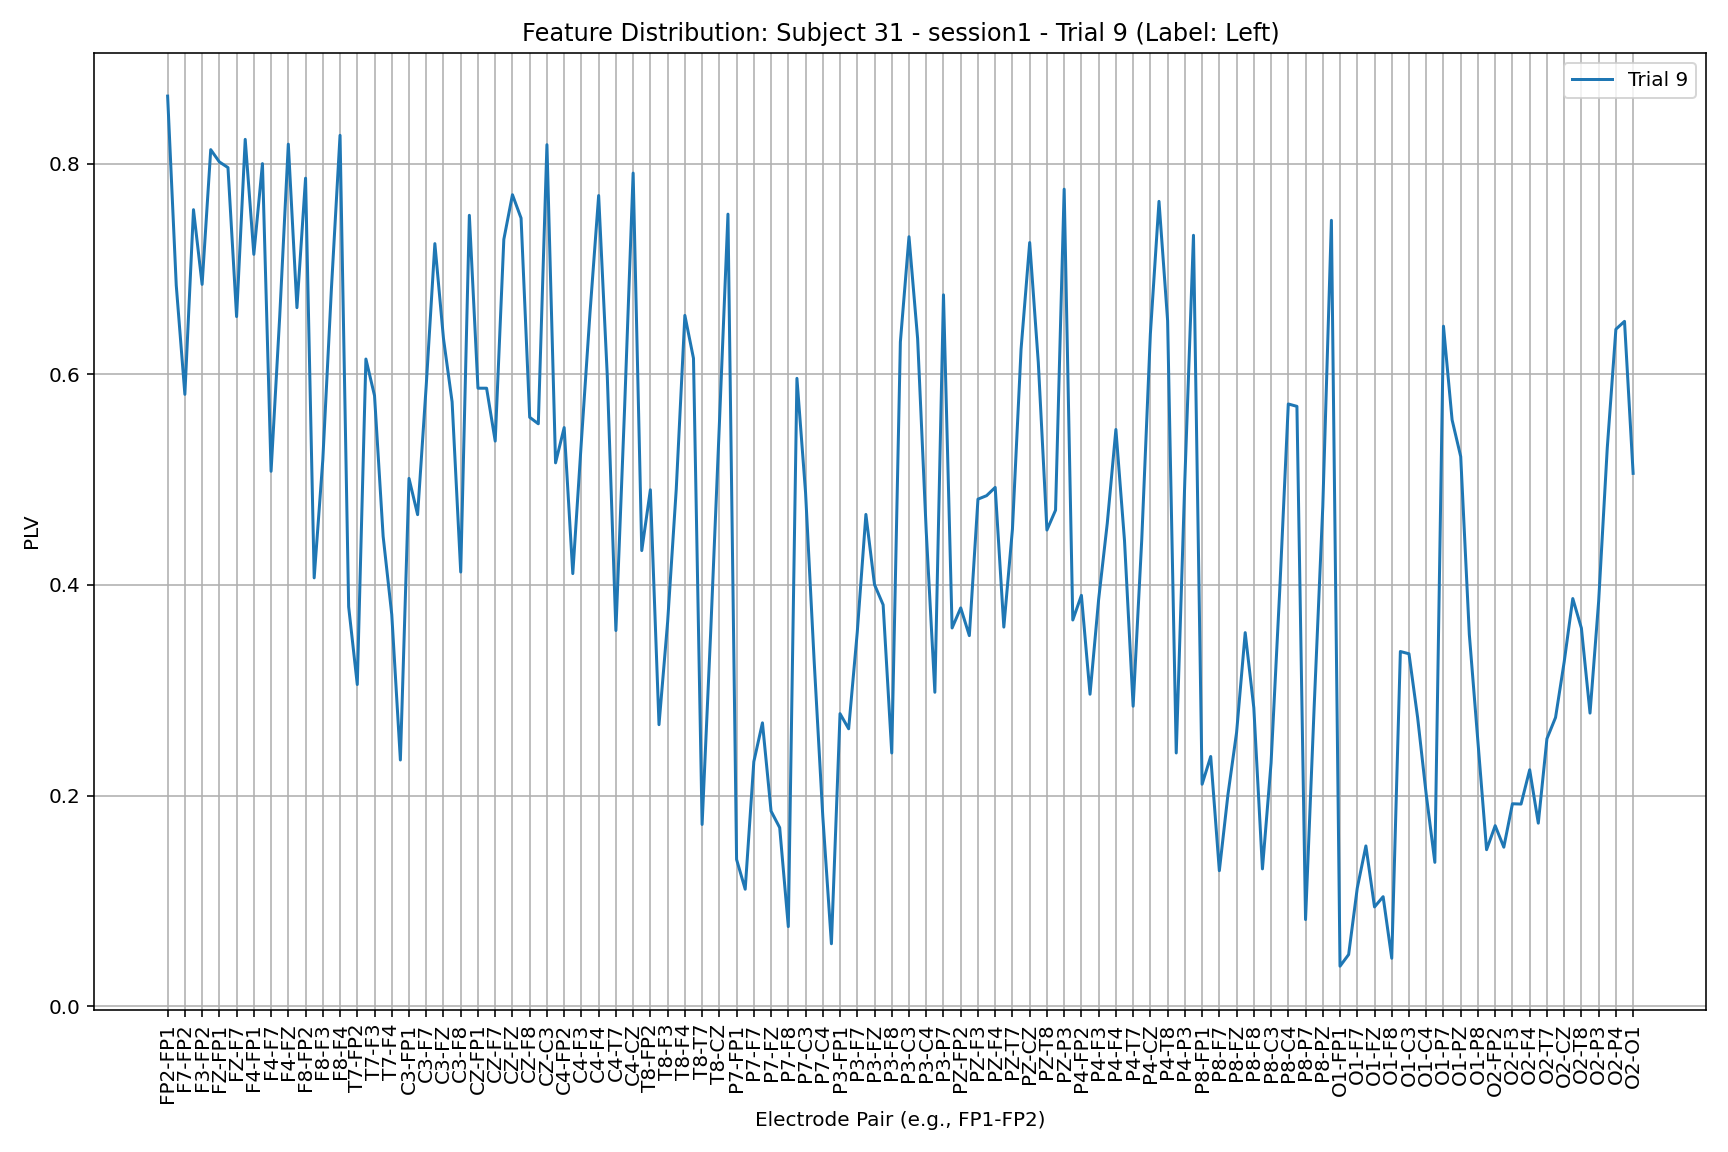 Feature Distribution: Subject 31 - session1 - Trial 9 (Label: Left)
Trial 9
PLV
0.8
0.6
0.4
0.2
0.0
FP2-FP1
F7-FP2
F3-FP2
FZ-FP1
FZ-F7
F4-FP1
F4-F7
F4-FZ
F8-FP2
F8-F3
F8-F4
T7-FP2
T7-F3
T7-F4
C3-FP1
C3-F7
C3-FZ
C3-F8
CZ-FP1
CZ-F7
CZ-FZ
CZ-F8
CZ-C3
C4-FP2
C4-F3
C4-F4
C4-T7
C4-CZ
T8-FP2
T8-F3
T8-F4
T8-T7
T8-CZ
P7-FP1
P7-F7
P7-FZ
P7-F8
P7-C3
P7-C4
P3-FP1
P3-F7
P3-FZ
P3-F8
P3-C3
P3-C4
P3-P7
PZ-FP2
PZ-F3
PZ-F4
PZ-T7
PZ-CZ
PZ-T8
PZ-P3
P4-FP2
P4-F3
P4-F4
P4-T7
P4-CZ
P4-T8
P4-P3
P8-FP1
P8-F7
P8-FZ
P8-F8
P8-C3
P8-C4
P8-P7
P8-PZ
O1-FP1
O1-F7
O1-FZ
O1-F8
O1-C3
O1-C4
O1-P7
O1-PZ
O1-P8
O2-FP2
O2-F3
O2-F4
O2-T7
O2-CZ
O2-T8
O2-P3
O2-P4
O2-O1
Electrode Pair (e.g., FP1-FP2)